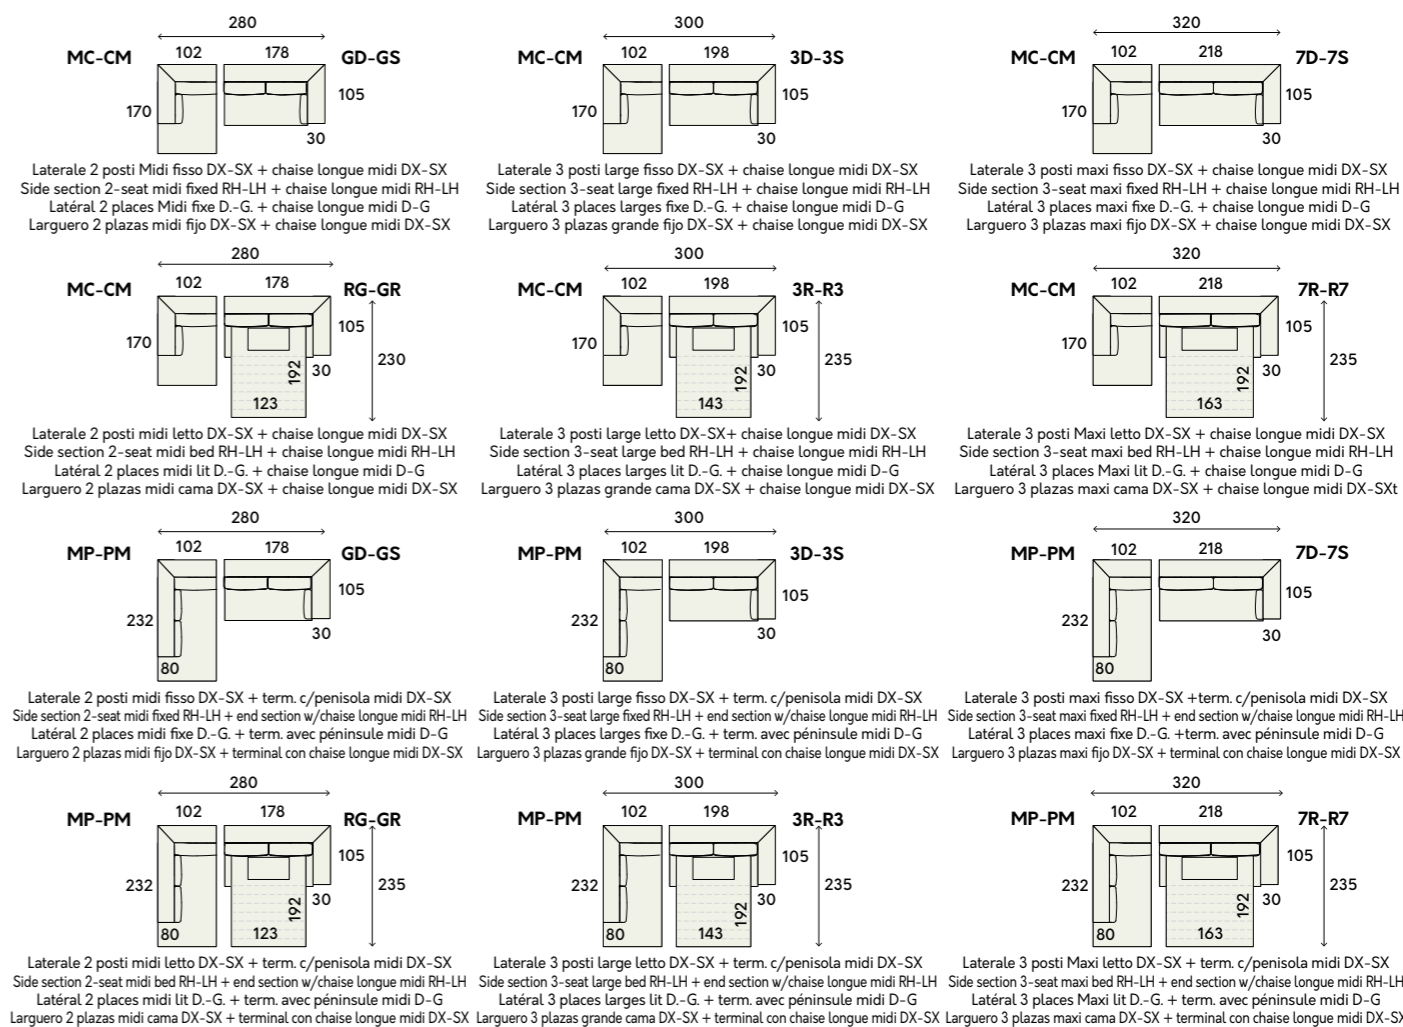 280
MC-CM 102 178 GD-GS
170 105
30
Laterale 2 posti Midi fisso DX-SX + chaise longue midi DX-SX
Side section 2-seat midi fixed RH-LH + chaise longue midi RH-LH
Latéral 2 places Midi fixe D.-G. + chaise longue midi D-G
Larguero 2 plazas midi fijo DX-SX + chaise longue midi DX-SX
300
MC-CM 102 198 3D-3S
170 105
30
Laterale 3 posti large fisso DX-SX + chaise longue midi DX-SX
Side section 3-seat large fixed RH-LH + chaise longue midi RH-LH
Latéral 3 places larges fixe D.-G. + chaise longue midi D-G
Larguero 3 plazas grande fijo DX-SX + chaise longue midi DX-SX
320
MC-CM 102 218 7D-7S
170 105
30
Laterale 3 posti maxi fisso DX-SX + chaise longue midi DX-SX
Side section 3-seat maxi fixed RH-LH + chaise longue midi RH-LH
Latéral 3 places maxi fixe D.-G. + chaise longue midi D-G
Larguero 3 plazas maxi fijo DX-SX + chaise longue midi DX-SX
280
MC-CM 102 178 RG-GR
170 105
192 30 230
123
Laterale 2 posti midi letto DX-SX + chaise longue midi DX-SX
Side section 2-seat midi bed RH-LH + chaise longue midi RH-LH
Latéral 2 places midi lit D.-G. + chaise longue midi D-G
Larguero 2 plazas midi cama DX-SX + chaise longue midi DX-SX
300
MC-CM 102 198 3R-R3
170 105
192 30 235
143
Laterale 3 posti large letto DX-SX+ chaise longue midi DX-SX
Side section 3-seat large bed RH-LH + chaise longue midi RH-LH
Latéral 3 places larges lit D.-G. + chaise longue midi D-G
Larguero 3 plazas grande cama DX-SX + chaise longue midi DX-SX
320
MC-CM 102 218 7R-R7
170 105
192 30 235
163
Laterale 3 posti Maxi letto DX-SX + chaise longue midi DX-SX
Side section 3-seat maxi bed RH-LH + chaise longue midi RH-LH
Latéral 3 places Maxi lit D.-G. + chaise longue midi D-G
Larguero 3 plazas maxi cama DX-SX + chaise longue midi DX-SXt
280
MP-PM 102 178 GD-GS
105
232 30
80
Laterale 2 posti midi fisso DX-SX + term. c/penisola midi DX-SX
Side section 2-seat midi fixed RH-LH + end section w/chaise longue midi RH-LH
Latéral 2 places midi fixe D.-G. + term. avec péninsule midi D-G
Larguero 2 plazas midi fijo DX-SX + terminal con chaise longue midi DX-SX
300
MP-PM 102 198 3D-3S
105
232 30
80
Laterale 3 posti large fisso DX-SX + term. c/penisola midi DX-SX
Side section 3-seat large fixed RH-LH + end section w/chaise longue midi RH-LH
Latéral 3 places larges fixe D.-G. + term. avec péninsule midi D-G
Larguero 3 plazas grande fijo DX-SX + terminal con chaise longue midi DX-SX
320
MP-PM 102 218 7D-7S
105
232 30
80
Laterale 3 posti maxi fisso DX-SX +term. c/penisola midi DX-SX
Side section 3-seat maxi fixed RH-LH + end section w/chaise longue midi RH-LH
Latéral 3 places maxi fixe D.-G. +term. avec péninsule midi D-G
Larguero 3 plazas maxi fijo DX-SX + terminal con chaise longue midi DX-SX
280
MP-PM 102 178 RG-GR
105
232 192 30 235
80 123
Laterale 2 posti midi letto DX-SX + term. c/penisola midi DX-SX
Side section 2-seat midi bed RH-LH + end section w/chaise longue midi RH-LH
Latéral 2 places midi lit D.-G. + term. avec péninsule midi D-G
Larguero 2 plazas midi cama DX-SX + terminal con chaise longue midi DX-SX
300
MP-PM 102 198 3R-R3
105
232 192 30 235
80 143
Laterale 3 posti large letto DX-SX + term. c/penisola midi DX-SX
Side section 3-seat large bed RH-LH + end section w/chaise longue midi RH-LH
Latéral 3 places larges lit D.-G. + term. avec péninsule midi D-G
Larguero 3 plazas grande cama DX-SX + terminal con chaise longue midi DX-SX
320
MP-PM 102 218 7R-R7
105
232 192 30 235
80 163
Laterale 3 posti Maxi letto DX-SX + term. c/penisola midi DX-SX
Side section 3-seat maxi bed RH-LH + end section w/chaise longue midi RH-LH
Latéral 3 places Maxi lit D.-G. + term. avec péninsule midi D-G
Larguero 3 plazas maxi cama DX-SX + terminal con chaise longue midi DX-SX